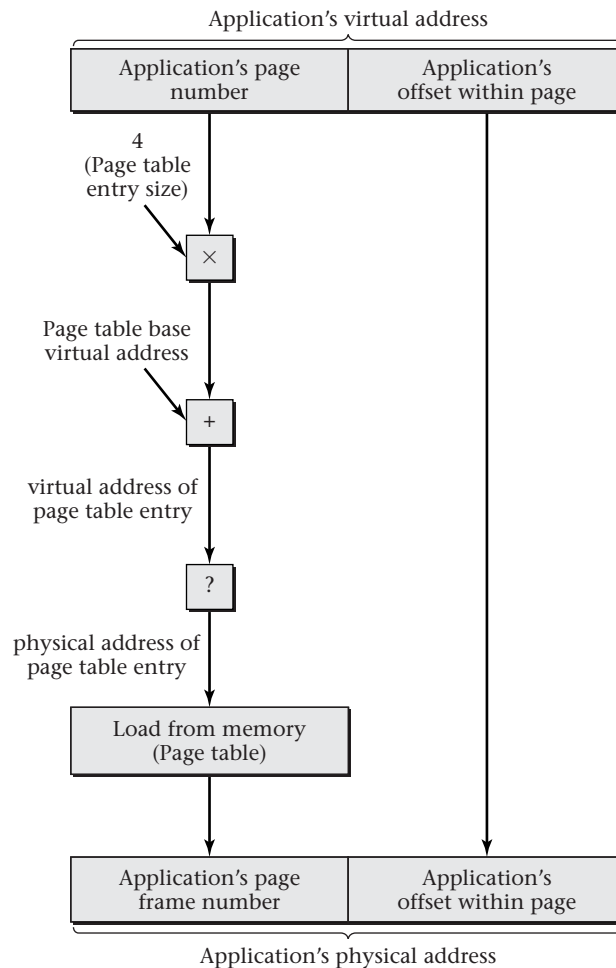 Application's virtual address
Application's page
number
Application's
offset within page
4
(Page table
entry size)
×
Page table base
virtual address
+
virtual address of
page table entry
?
physical address of
page table entry
Load from memory
(Page table)
Application's page
frame number
Application's
offset within page
Application's physical address